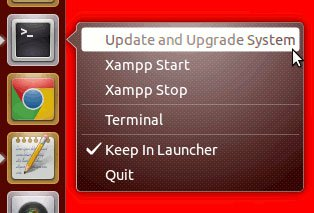 >_
Update and Upgrade System
Xampp Start
Xampp Stop
Terminal
Keep In Launcher
Quit